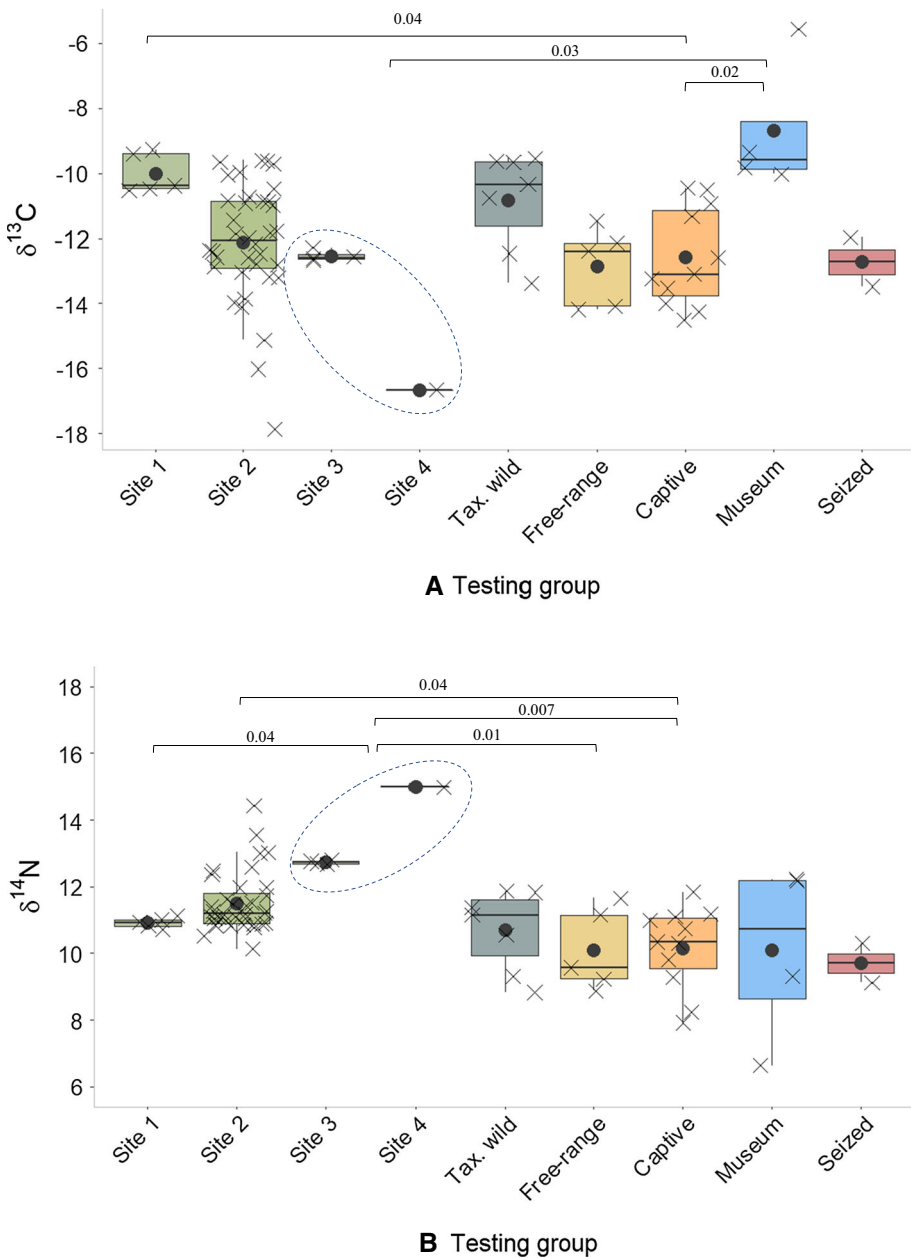 0.04
0.03
0.02
-6
-8
-10
-12
-14
-16
-18
δ¹³C
Site 1
Site 2
Site 3
Site 4
Tax. wild
Free-range
Captive
Museum
Seized
A Testing group
0.04
0.007
0.04
0.01
18
16
14
12
10
8
6
δ¹⁴N
Site 1
Site 2
Site 3
Site 4
Tax. wild
Free-range
Captive
Museum
Seized
B Testing group